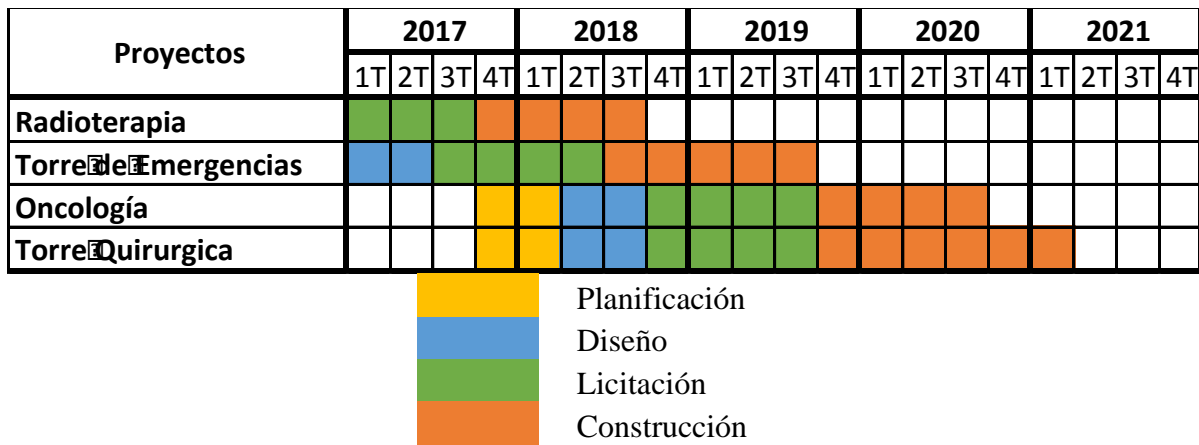 Proyectos 2017 2018 2019 2020 2021
1T 2T 3T 4T 1T 2T 3T 4T 1T 2T 3T 4T 1T 2T 3T 4T 1T 2T 3T 4T
Radioterapia
Torre de Emergencias
Oncología
Torre Quirurgica
Planificación
Diseño
Licitación
Construcción